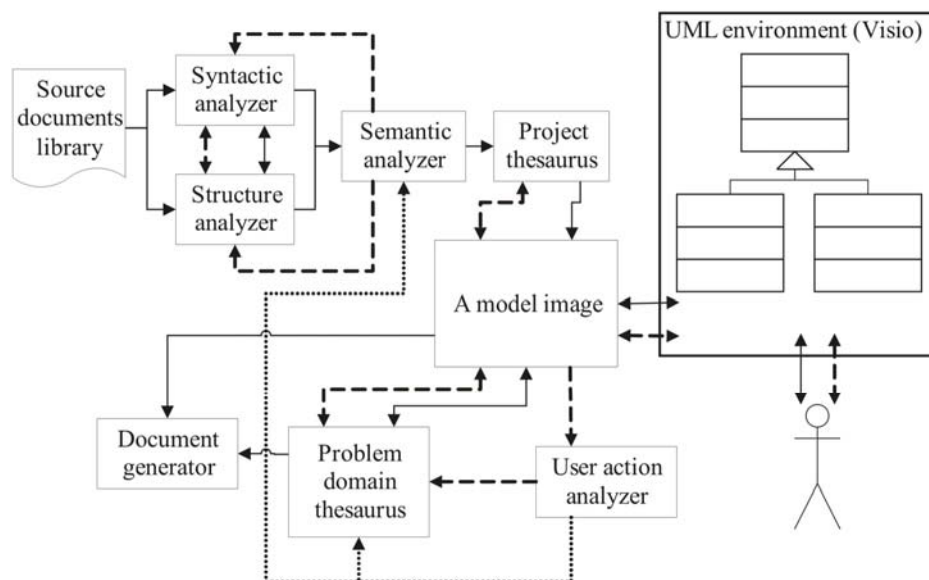 UML environment (Visio)
Source
documents
library
Syntactic
analyzer
Structure
analyzer
Semantic
analyzer
Project
thesaurus
A model image
Document
generator
Problem
domain
thesaurus
User action
analyzer